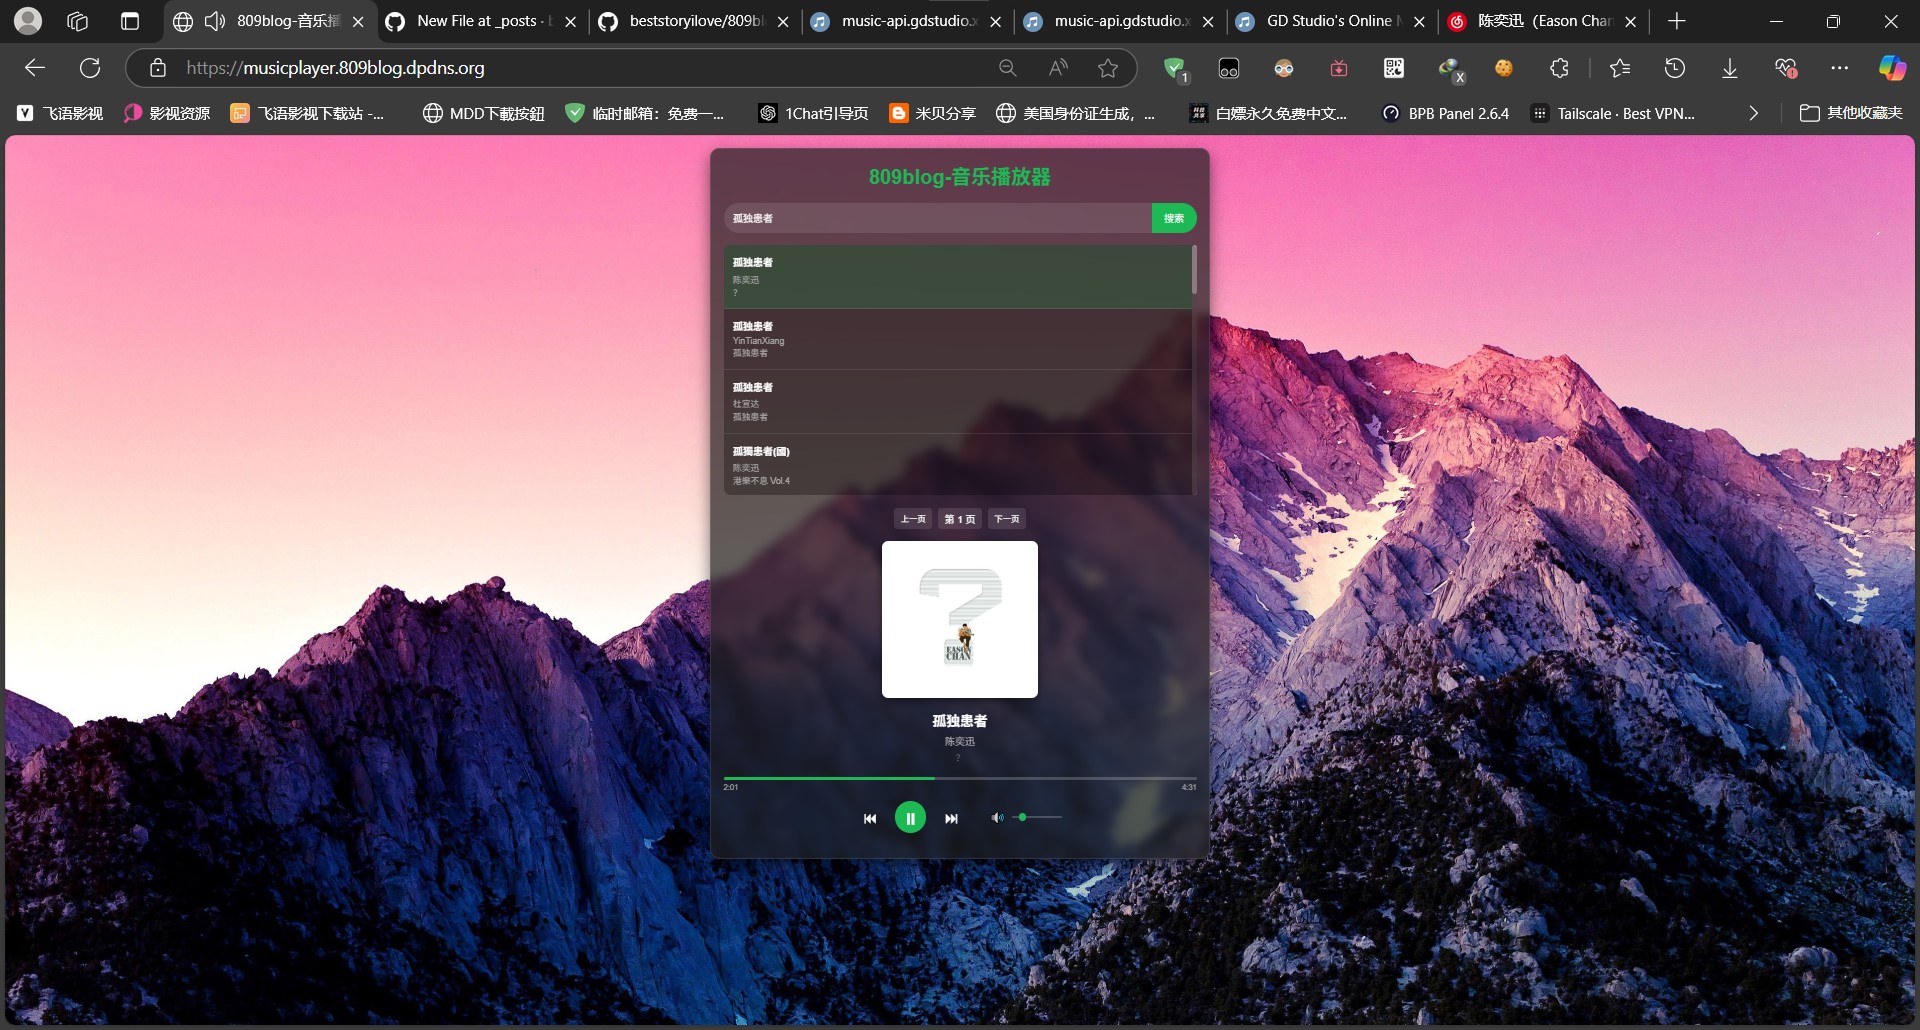 809blog-音乐播
New File at _posts · b
beststoryilove/809bl
music-api.gdstudio.x
music-api.gdstudio.x
GD Studio's Online M
陈奕迅（Eason Chan
https://musicplayer.809blog.dpdns.org
1
X
飞语影视
影视资源
飞语影视下载站 -...
MDD下載按鈕
临时邮箱：免费一...
1Chat引导页
米贝分享
美国身份证生成，...
白嫖永久免费中文...
BPB Panel 2.6.4
Tailscale · Best VPN...
其他收藏夹
809blog-音乐播放器
孤独患者
搜索
孤独患者
陈奕迅
?
孤独患者
YinTianXiang
孤独患者
孤独患者
杜宣达
孤独患者
孤獨患者(國)
陈奕迅
港樂不息 Vol.4
上一页
第 1 页
下一页
?
EASON
CHAN
孤独患者
陈奕迅
?
2:01
4:31